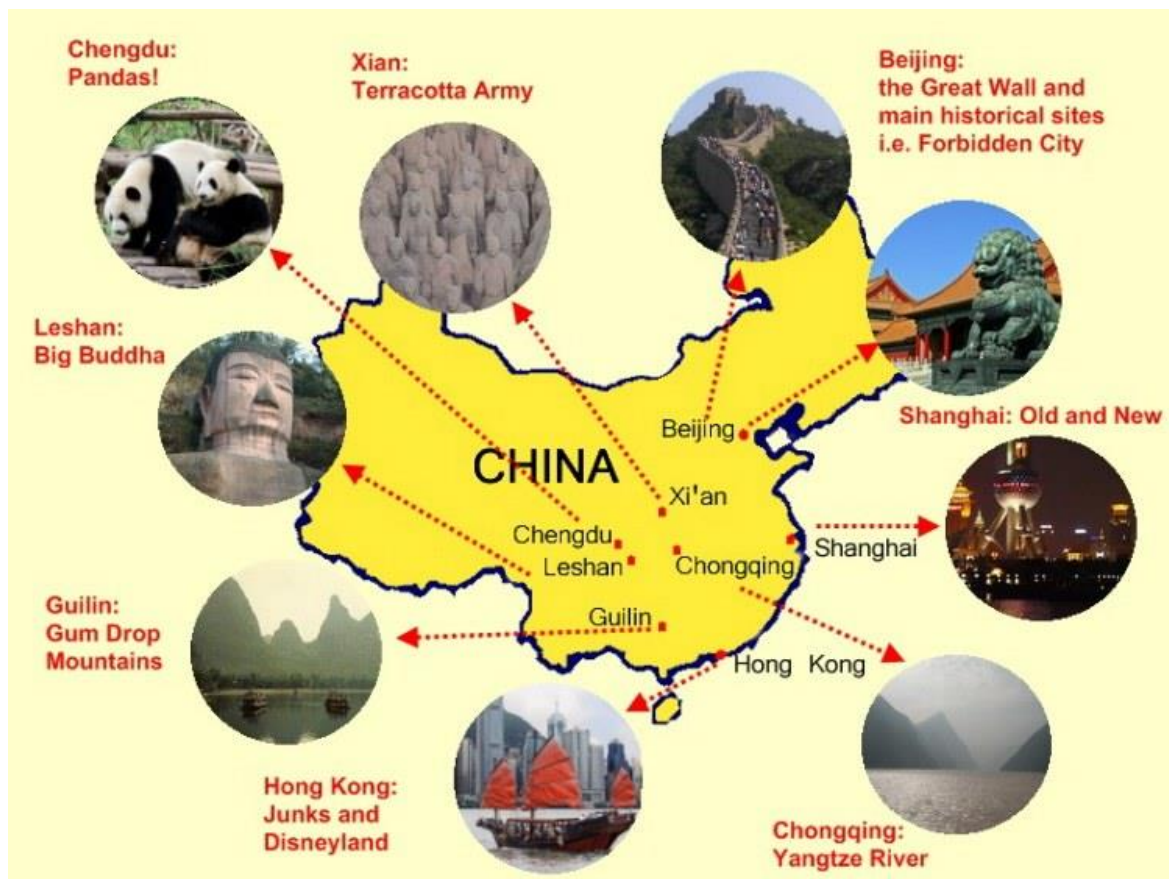 Chengdu:
Pandas!
Xian:
Terracotta Army
Beijing:
the Great Wall and
main historical sites
i.e. Forbidden City
Leshan:
Big Buddha
Shanghai: Old and New
Beijing
CHINA
Xi'an
Chengdu
Shanghai
Leshan
Chongqing
Guilin:
Gum Drop
Mountains
Guilin
Hong Kong
Hong Kong:
Junks and
Disneyland
Chongqing:
Yangtze River